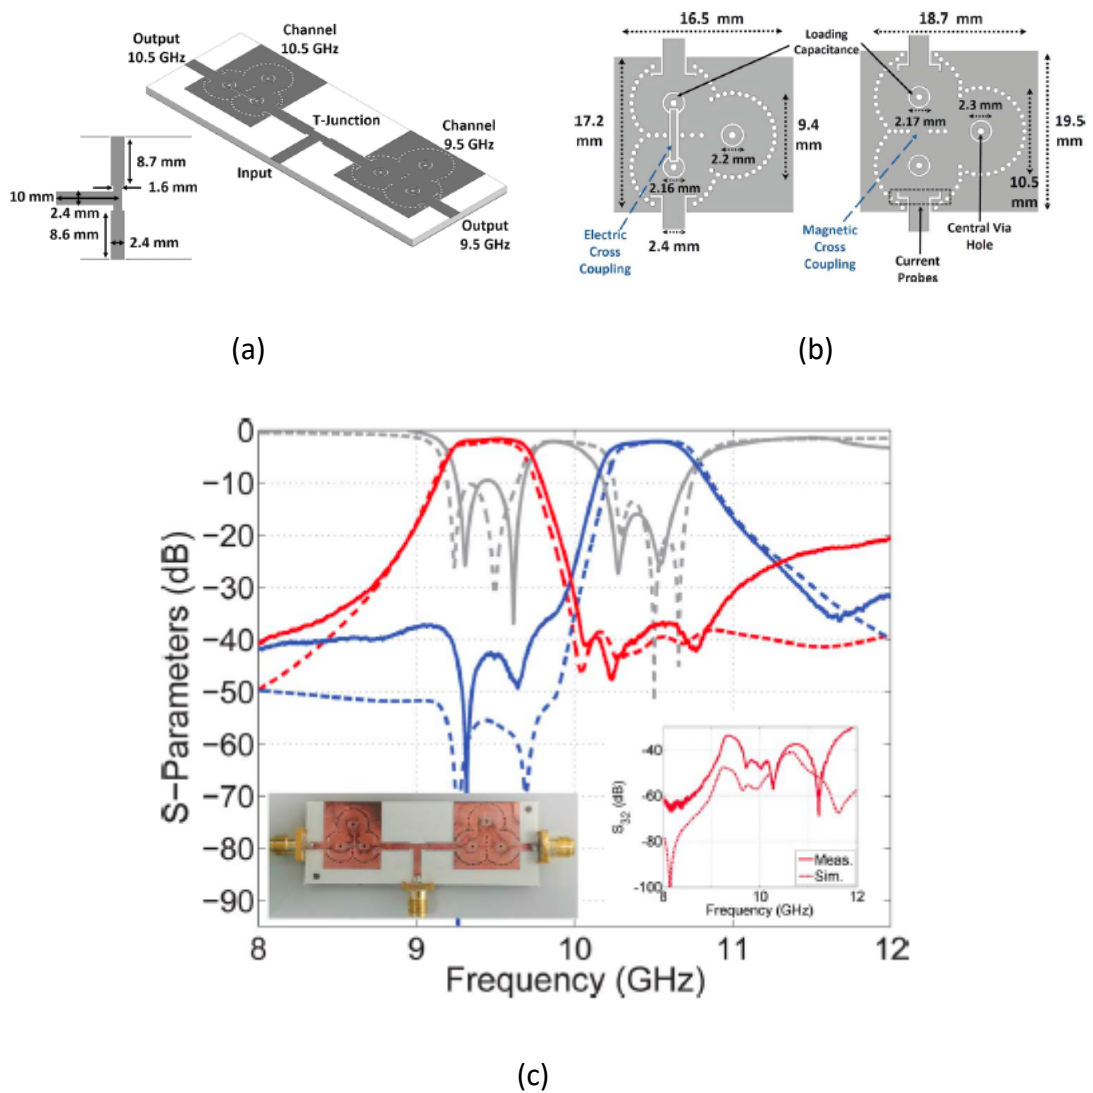 Output
10.5 GHz
Channel
10.5 GHz
T-Junction
Channel
9.5 GHz
Input
Output
9.5 GHz
8.7 mm
1.6 mm
10 mm
2.4 mm
8.6 mm
2.4 mm
(a)
16.5 mm
Loading
Capacitance
18.7 mm
17.2
mm
9.4
mm
2.2 mm
2.16 mm
2.4 mm
Electric
Cross
Coupling
2.3 mm
2.17 mm
19.5
mm
10.5
mm
Magnetic
Cross
Coupling
Central Via
Hole
Current
Probes
(b)
S-Parameters (dB)
0
−10
−20
−30
−40
−50
−60
−70
−80
−90
8
9
10
11
12
Frequency (GHz)
S32 (dB)
-40
-60
-80
-100
Meas.
Sim.
8
10
12
Frequency (GHz)
(c)